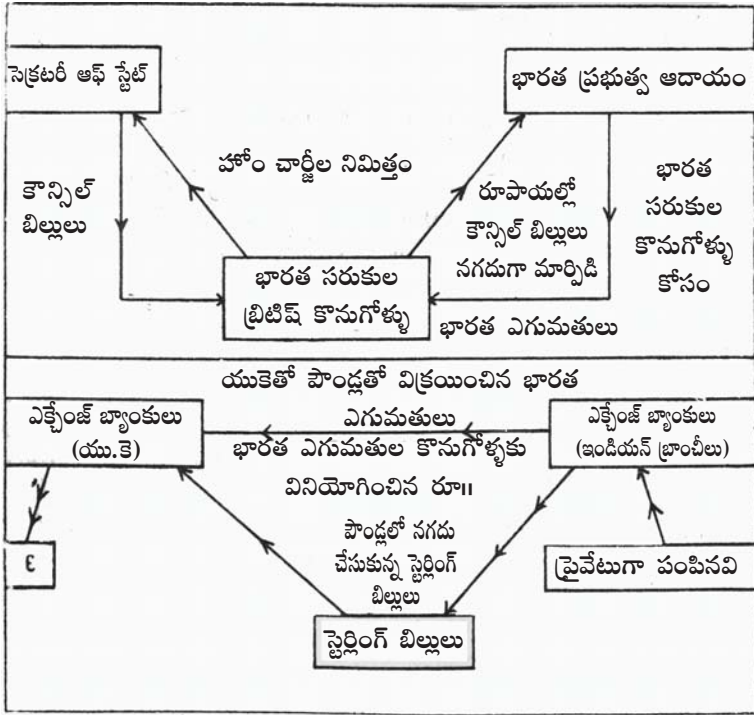 సెక్రటరీ ఆఫ్ స్టేట్
భారత ప్రభుత్వ ఆదాయం
హోం చార్జీల నిమిత్తం
కౌన్సిల్
బిల్లులు
రూపాయల్లో
కౌన్సిల్ బిల్లులు
నగదుగా మార్పిడి
భారత
సరుకుల
కొనుగోళ్ళు
కోసం
భారత సరుకుల
బ్రిటిష్ కొనుగోళ్ళు
భారత ఎగుమతులు
యుకెతో పౌండ్లతో విక్రయించిన భారత
ఎగుమతులు
ఎక్చేంజ్ బ్యాంకులు
(యు.కె)
ఎక్చేంజ్ బ్యాంకులు
(ఇండియన్ బ్రాంచీలు)
భారత ఎగుమతుల కొనుగోళ్ళకు
వినియోగించిన రూ॥
పౌండ్లలో నగదు
చేసుకున్న స్టెర్లింగ్
బిల్లులు
£
ప్రైవేటుగా పంపినవి
స్టెర్లింగ్ బిల్లులు